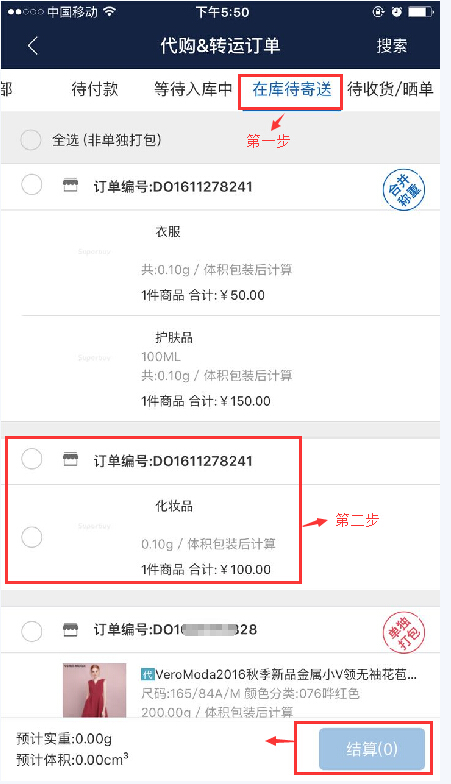 中国移动
下午5:50
代购&转运订单
搜索
部 待付款 等待入库中 在库待寄送 待收货/晒单
第一步
全选 (非单独打包)
订单编号:DO1611278241
合并称重
衣服
共:0.10g / 体积包装后计算
1件商品 合计:￥50.00
护肤品
100ML
共:0.10g / 体积包装后计算
1件商品 合计:￥150.00
订单编号:DO1611278241
化妆品
第二步
0.10g / 体积包装后计算
1件商品 合计:￥100.00
订单编号:DO16 328
单独打包
代 VeroModa2016秋季新品金属小V领无袖花苞...
尺码:165/84A/M 颜色分类:076哗红色
200.00g / 体积包装后计算
预计实重:0.00g
预计体积:0.00cm³
结算(0)